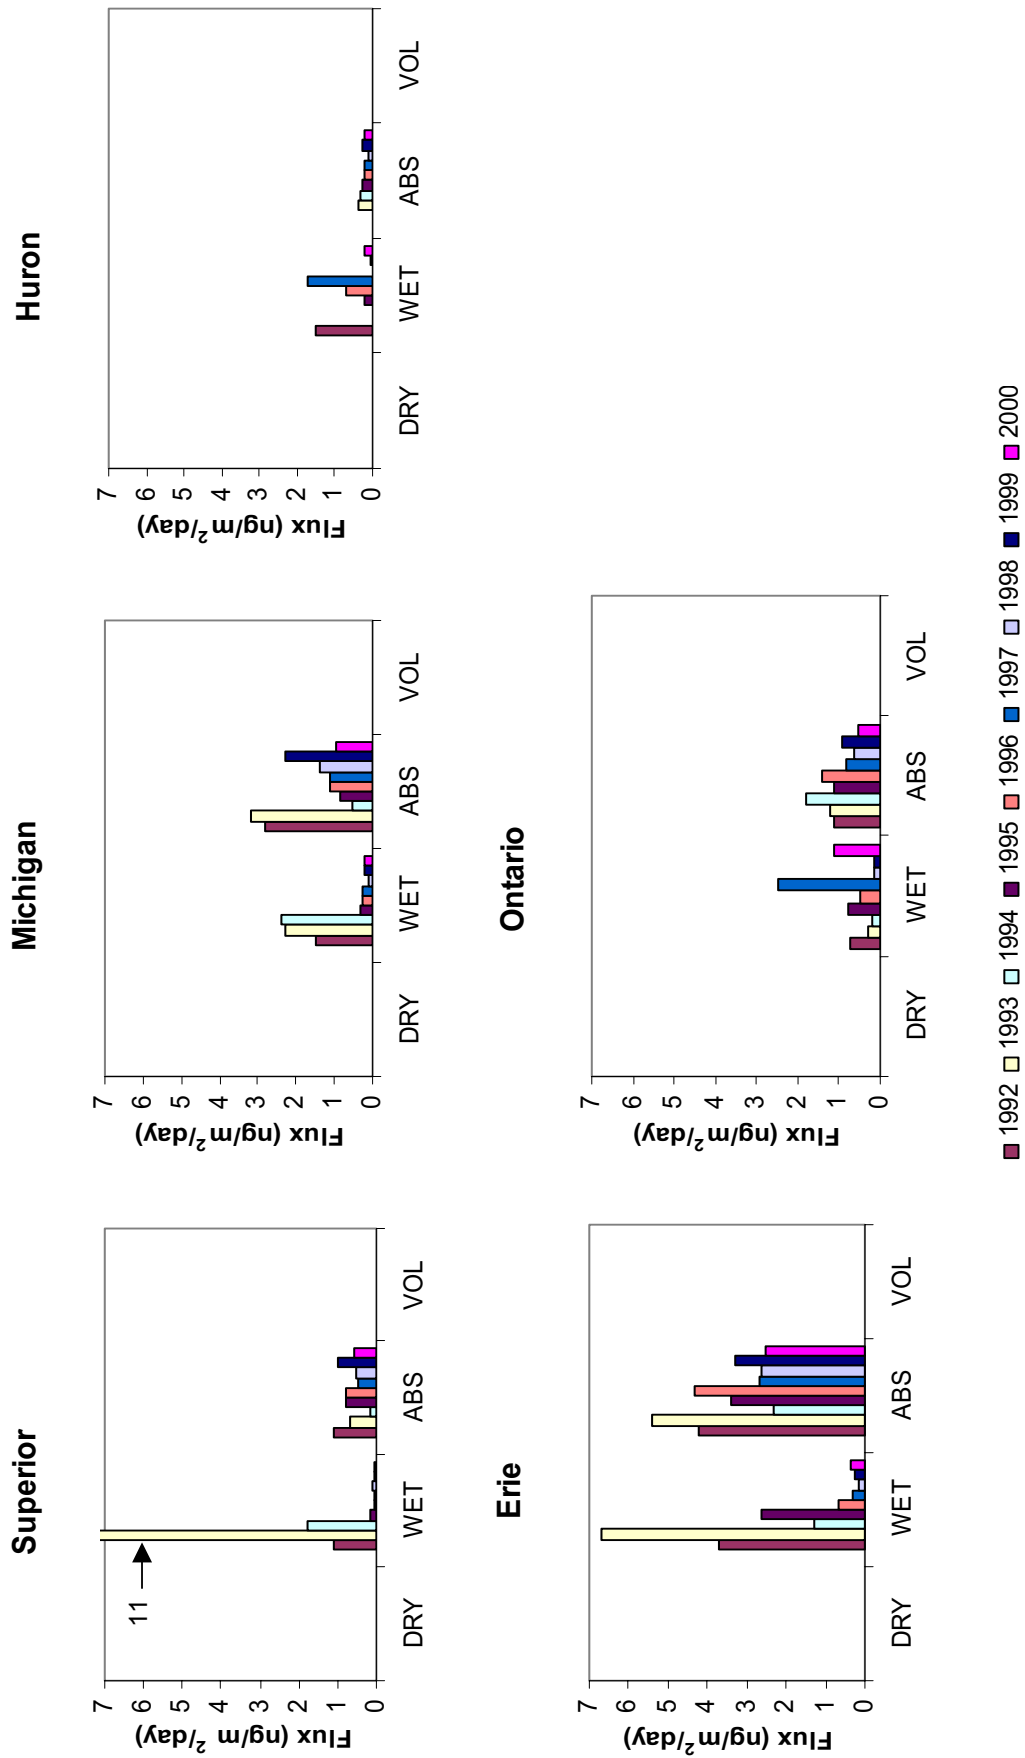 Superior
Flux (ng/m²/day)
7
6
5
4
3
2
1
0
11
DRY WET ABS VOL
Michigan
Flux (ng/m²/day)
7
6
5
4
3
2
1
0
DRY WET ABS VOL
Huron
Flux (ng/m²/day)
7
6
5
4
3
2
1
0
DRY WET ABS VOL
Erie
Flux (ng/m²/day)
7
6
5
4
3
2
1
0
DRY WET ABS VOL
Ontario
Flux (ng/m²/day)
7
6
5
4
3
2
1
0
DRY WET ABS VOL
1992 1993 1994 1995 1996 1997 1998 1999 2000